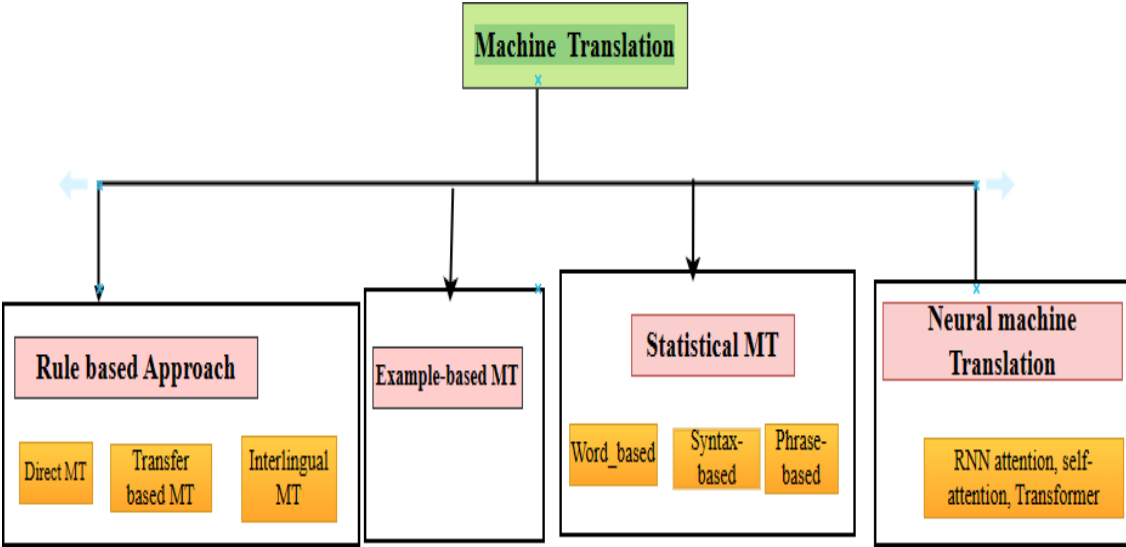 Machine Translation
Rule based Approach
Direct MT
Transfer
based MT
Interlingual
MT
Example-based MT
Statistical MT
Word_based
Syntax-
based
Phrase-
based
Neural machine
Translation
RNN attention, self-
attention, Transformer